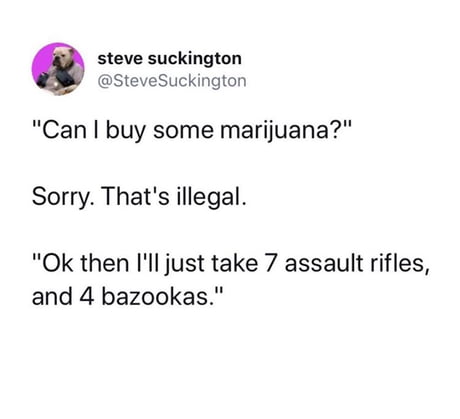 steve suckington
@SteveSuckington
"Can I buy some marijuana?"
Sorry. That's illegal.
"Ok then I'll just take 7 assault rifles,
and 4 bazookas."